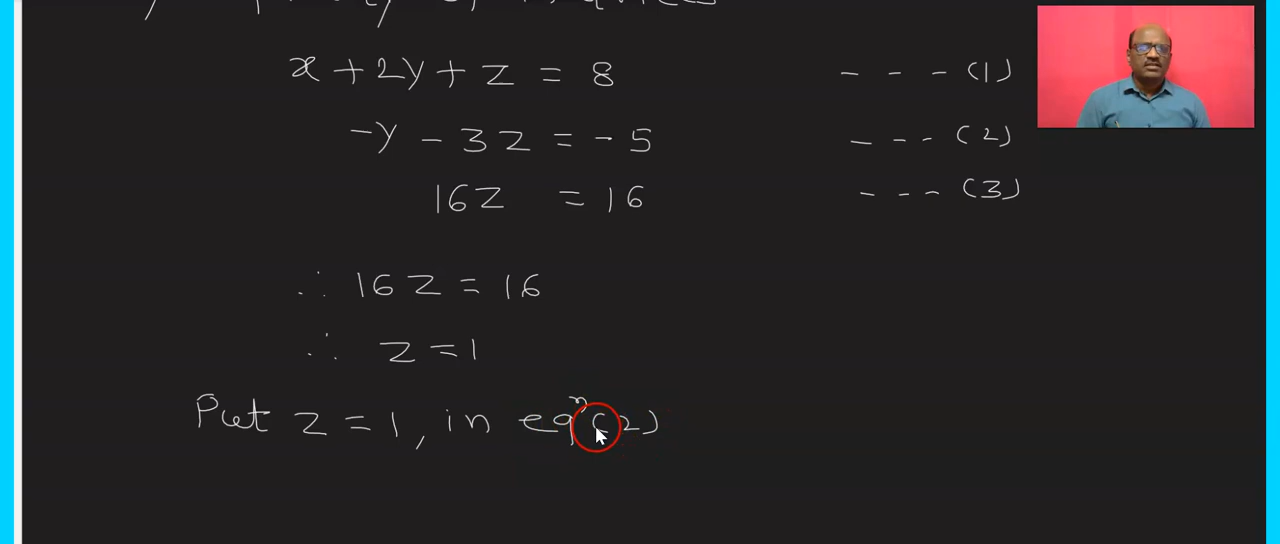 x + 2y + z = 8 - - - (1)
-y - 3z = -5 - - - (2)
16z = 16 - - - (3)
∴ 16z = 16
∴ z = 1
Put z = 1, in eqⁿ (2)